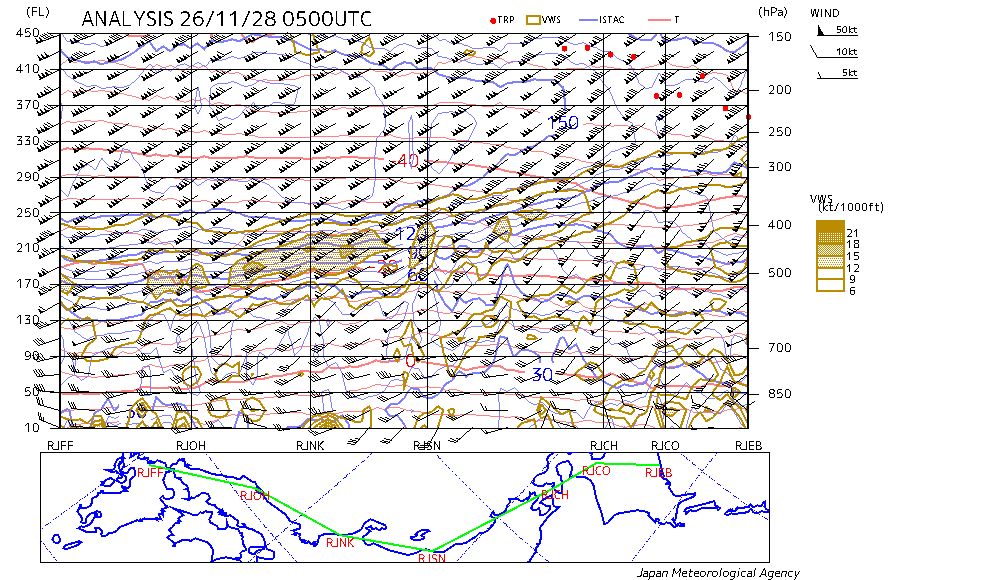 (FL) ANALYSIS 26/11/28 0500UTC TRP VWS ISTAC T (hPa)
WIND
50kt
10kt
5kt
450
410
370
330
290
250
210
170
130
90
50
10
150
200
250
300
400
500
700
850
150
40
12
9
60
0
30
VWS
(kt/1000ft)
21
18
15
12
9
6
RJFF RJOH RJNK RJSN RJCH RJCO RJEB
RJFF
RJOH
RJNK
RJSN
RJCH
RJCO
RJEB
Japan Meteorological Agency